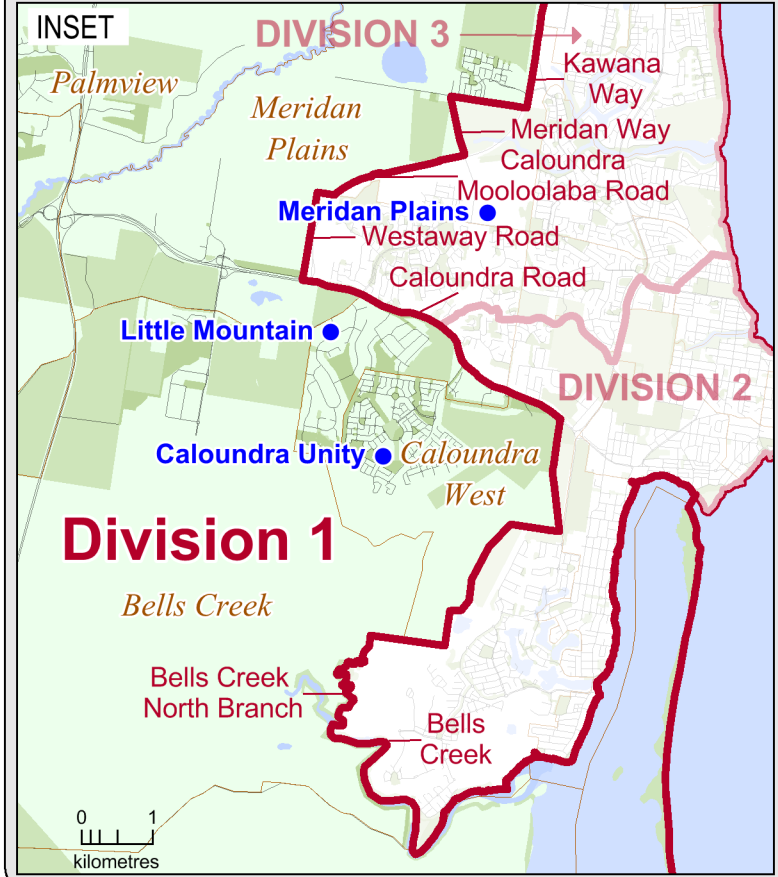 INSET
DIVISION 3
Palmview
Kawana
Way
Meridan
Plains
Meridan Way
Caloundra
Mooloolaba Road
Meridan Plains
Westaway Road
Caloundra Road
Little Mountain
DIVISION 2
Caloundra Unity
Caloundra
West
Division 1
Bells Creek
Bells Creek
North Branch
Bells
Creek
0 1
kilometres